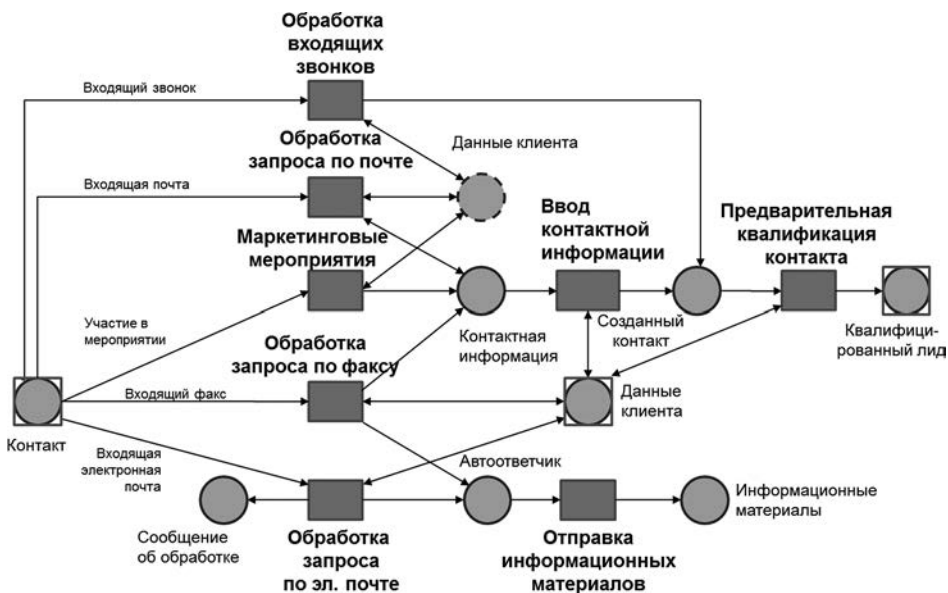 Обработка
входящих
звонков
Входящий звонок
Обработка
запроса по почте
Данные клиента
Входящая почта
Маркетинговые
мероприятия
Ввод
контактной
информации
Предварительная
квалификация
контакта
Участие в
мероприятии
Обработка
запроса по факсу
Контактная
информация
Созданный
контакт
Квалифици-
рованный лид
Входящий факс
Данные
клиента
Контакт
Входящая
электронная
почта
Автоответчик
Информационные
материалы
Сообщение
об обработке
Обработка
запроса
по эл. почте
Отправка
информационных
материалов